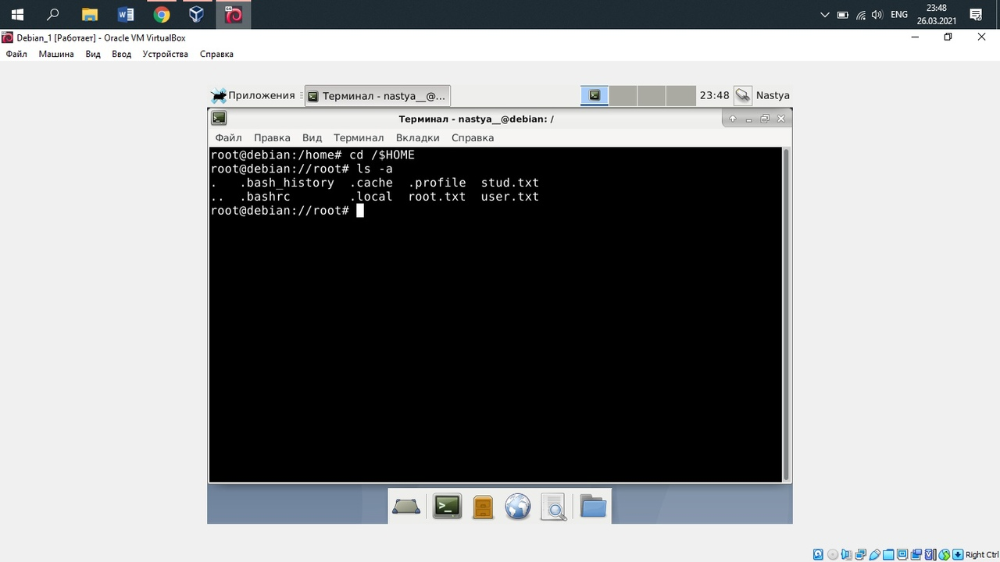 23:48
ENG
26.03.2021
Debian_1 [Работает] - Oracle VM VirtualBox
Файл Машина Вид Ввод Устройства Справка
Приложения Терминал - nastya__@... 23:48 Nastya
Терминал - nastya__@debian: /
Файл Правка Вид Терминал Вкладки Справка
root@debian:/home# cd /$HOME
root@debian://root# ls -a
. .bash_history .cache .profile stud.txt
.. .bashrc .local root.txt user.txt
root@debian://root#
Right Ctrl